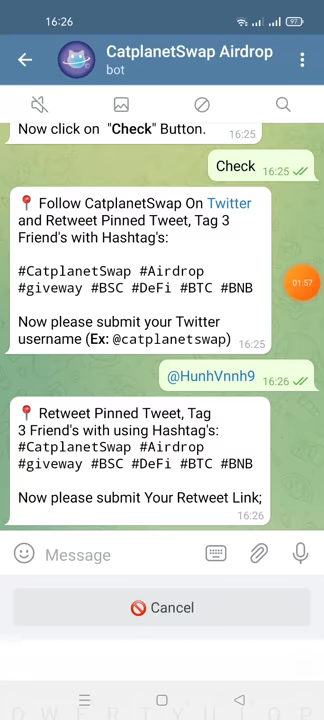 16:26
97
CatplanetSwap Airdrop
bot
Now click on "Check" Button.
16:25
Check
16:25
📍 Follow CatplanetSwap On Twitter
and Retweet Pinned Tweet, Tag 3
Friend's with Hashtag's:
#CatplanetSwap #Airdrop
#giveway #BSC #DeFi #BTC #BNB
Now please submit your Twitter
username (Ex: @catplanetswap)
16:25
01:57
@HunhVnnh9
16:26
📍 Retweet Pinned Tweet, Tag
3 Friend's with using Hashtag's:
#CatplanetSwap #Airdrop
#giveway #BSC #DeFi #BTC #BNB
Now please submit Your Retweet Link;
16:26
Message
🚫 Cancel